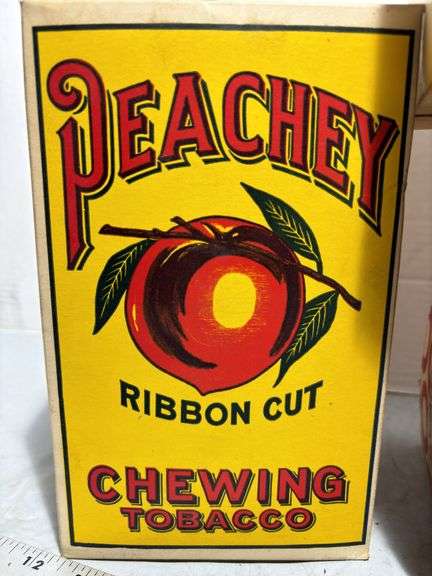 PEACHEY
RIBBON CUT
CHEWING
TOBACCO
12